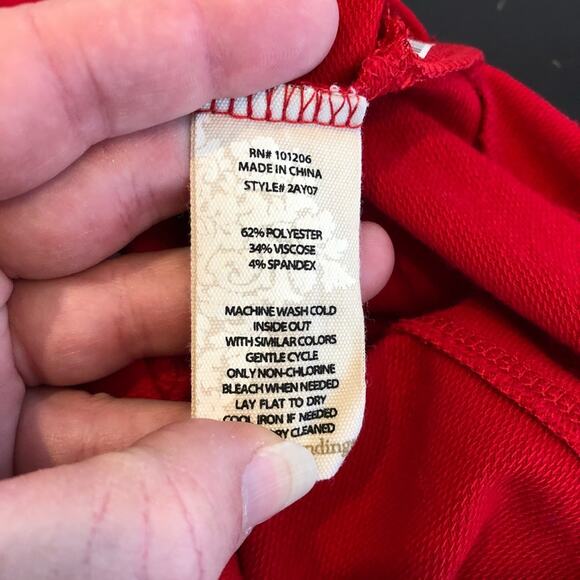 RN# 101206
MADE IN CHINA
STYLE# 2AY07
62% POLYESTER
34% VISCOSE
4% SPANDEX
MACHINE WASH COLD
INSIDE OUT
WITH SIMILAR COLORS
GENTLE CYCLE
ONLY NON-CHLORINE
BLEACH WHEN NEEDED
LAY FLAT TO DRY
COOL IRON IF NEEDED
CLEANED